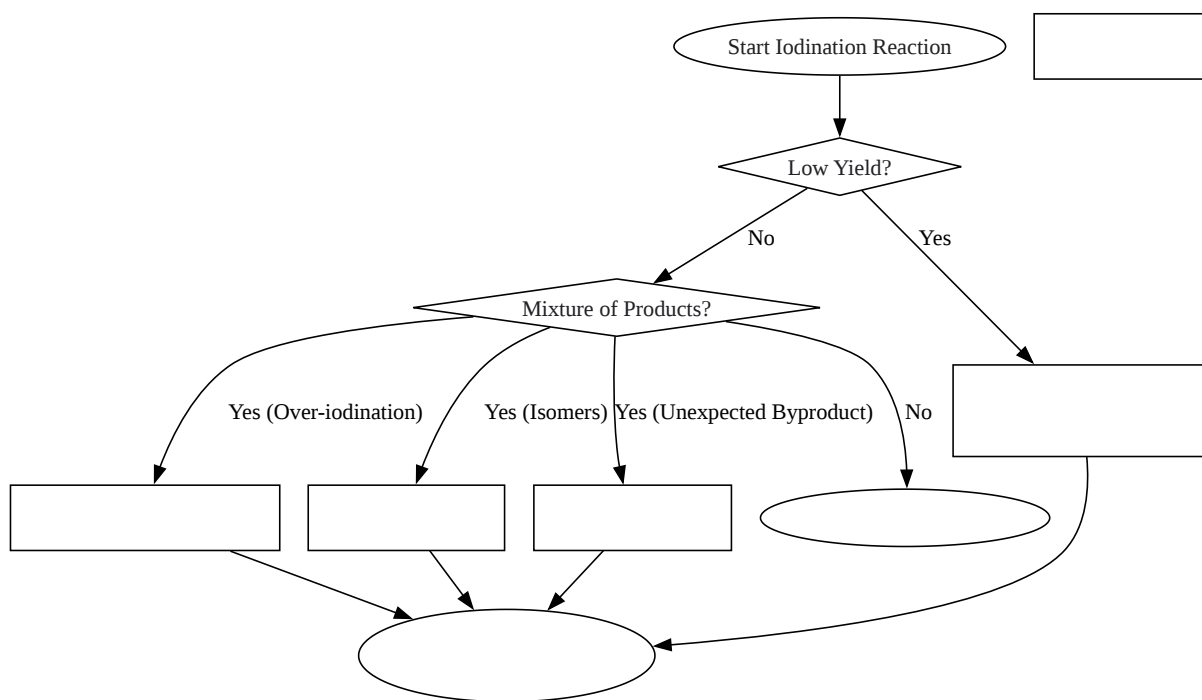 Start Iodination Reaction
Low Yield?
No
Yes
Mixture of Products?
Yes (Over-iodination)
Yes (Isomers)
Yes (Unexpected Byproduct)
No